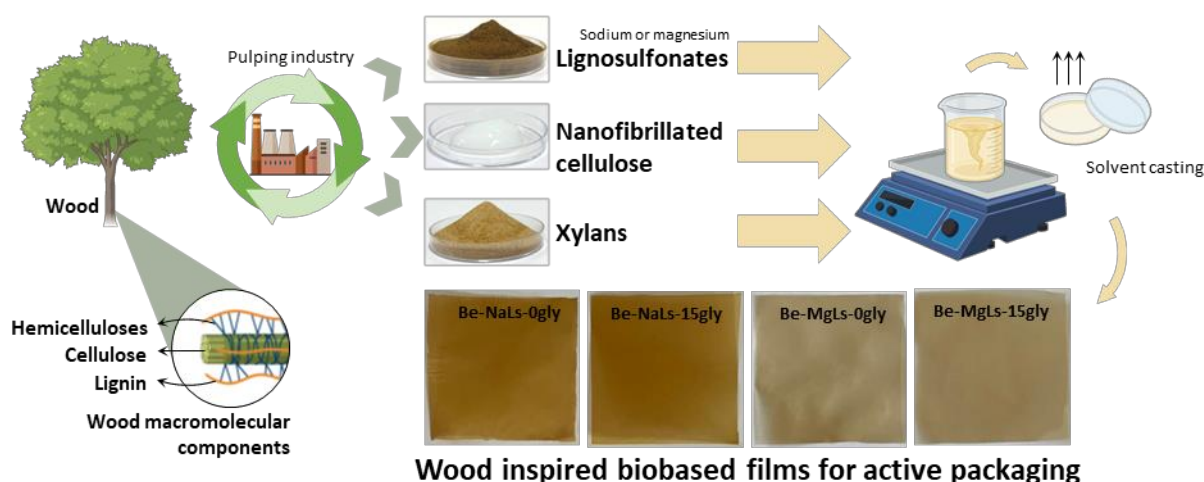 Pulping industry
Wood
Hemicelluloses
Cellulose
Lignin
Wood macromolecular
components
Sodium or magnesium
Lignosulfonates
Nanofibrillated
cellulose
Xylans
Solvent casting
Be-NaLs-0gly
Be-NaLs-15gly
Be-MgLs-0gly
Be-MgLs-15gly
Wood inspired biobased films for active packaging